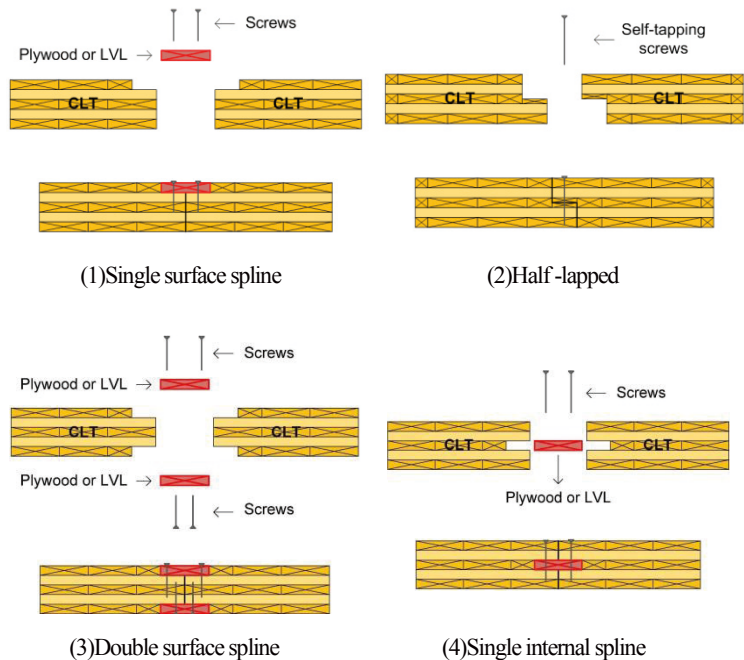 Screws
Plywood or LVL
CLT
CLT
(1)Single surface spline
Self-tapping
screws
CLT
CLT
(2)Half -lapped
Screws
Plywood or LVL
CLT
CLT
Plywood or LVL
Screws
(3)Double surface spline
Screws
CLT
CLT
Plywood or LVL
(4)Single internal spline